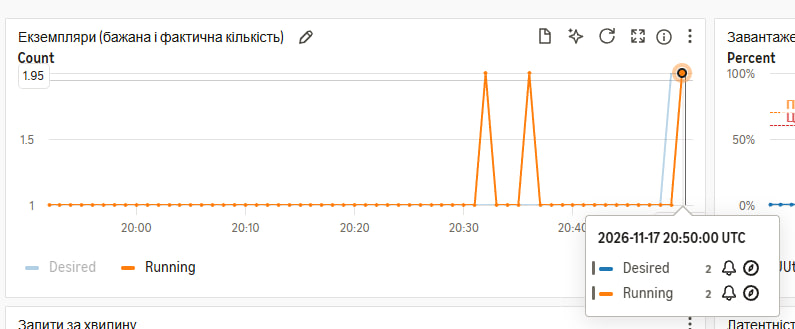 Екземпляри (бажана і фактична кількість)
Count
1.95
1.5
1
20:00
20:10
20:20
20:30
20:40
Desired
Running
2026-11-17 20:50:00 UTC
Desired 2
Running 2
Завантаже
Percent
100%
50%
0%
Запити за хвилину
Латентніст